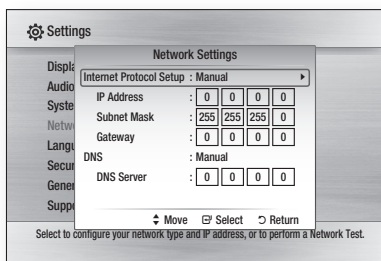 Settings
Network Settings
Displa
Internet Protocol Setup : Manual
Audio
IP Address : 0 0 0 0
Syste
Subnet Mask : 255 255 255 0
Netw
Gateway : 0 0 0 0
Langu
DNS : Manual
Secur
DNS Server : 0 0 0 0
Gener
Suppo
Move Select Return
Select to configure your network type and IP address, or to perform a Network Test.